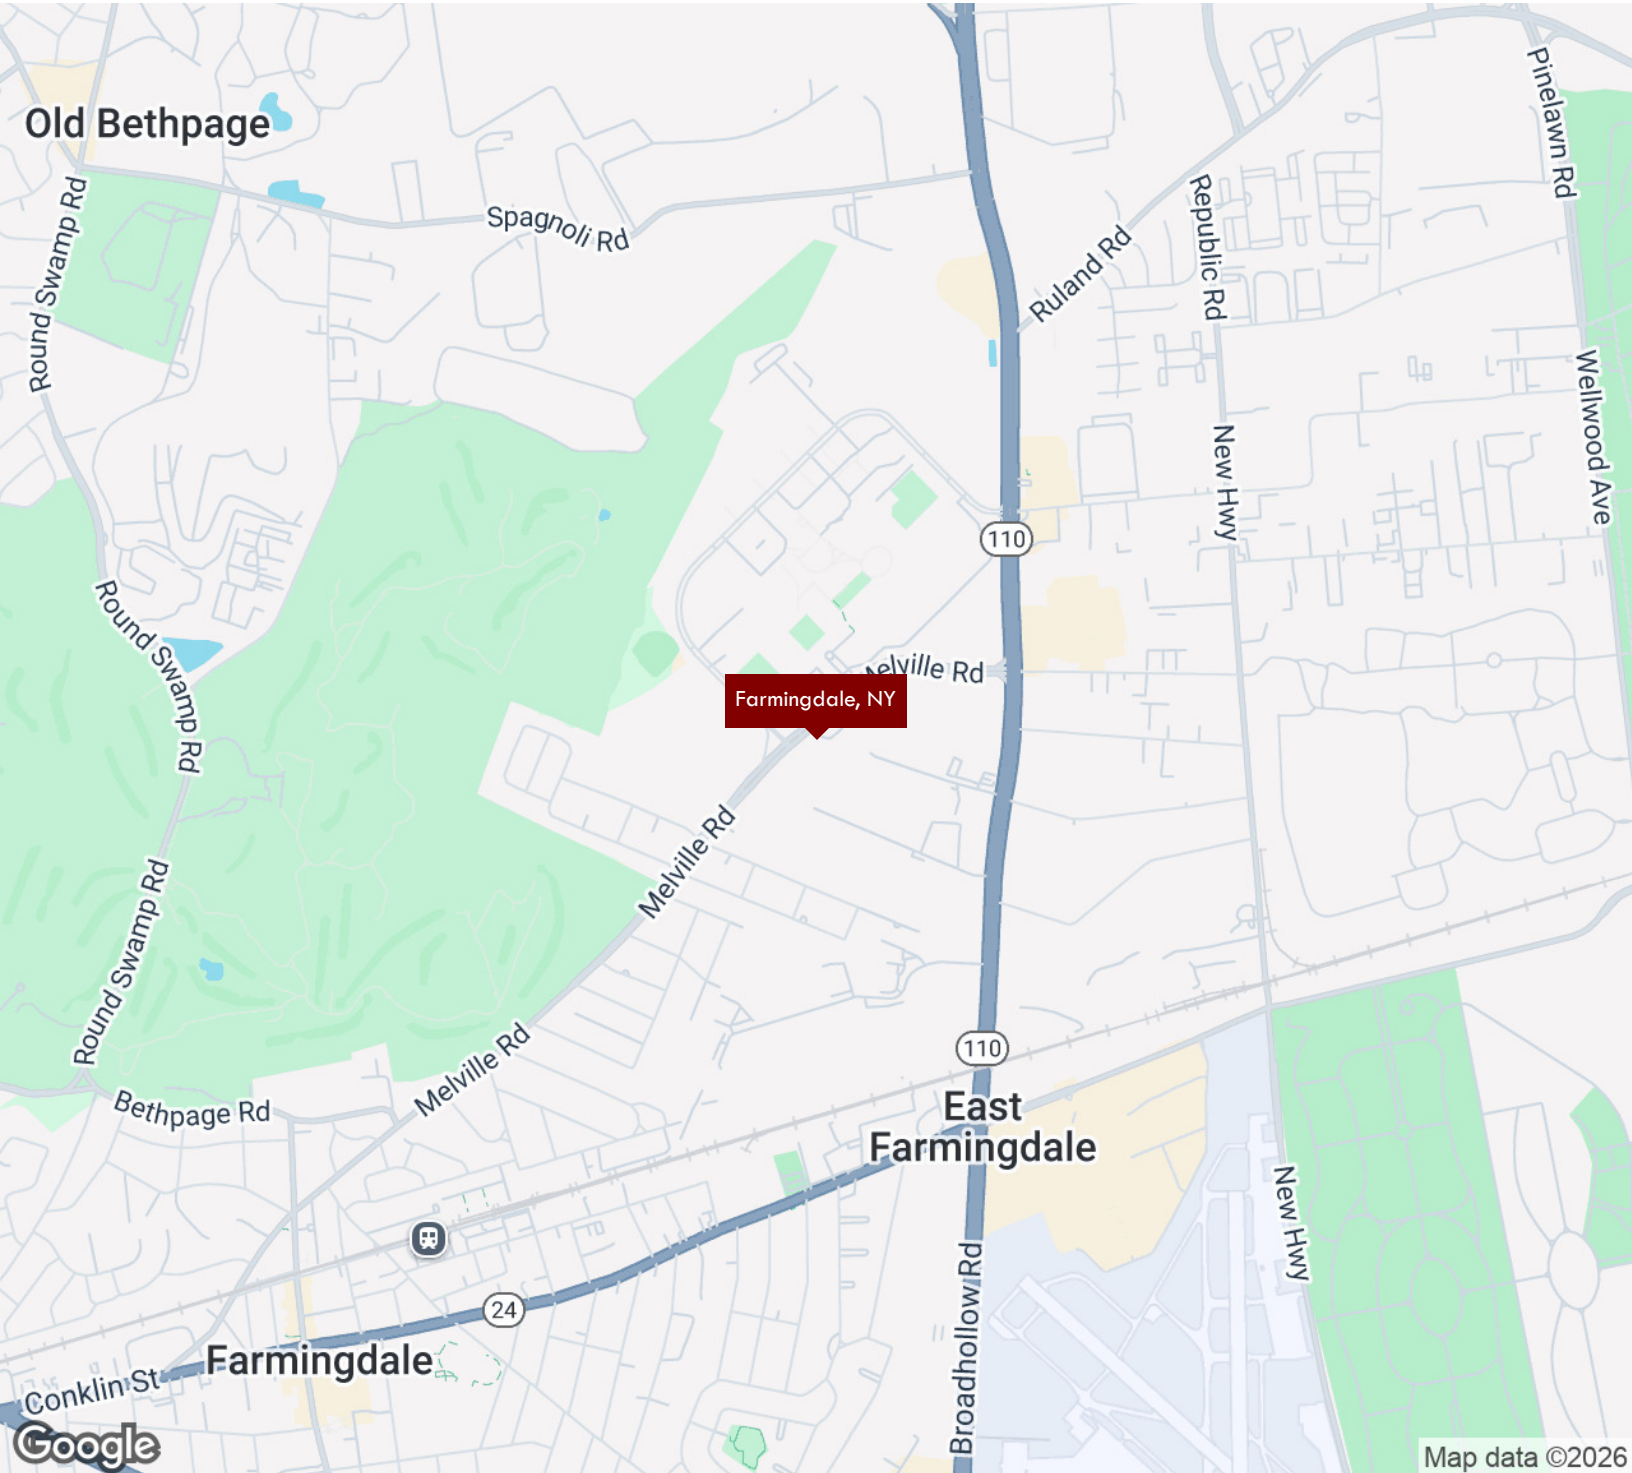 Old Bethpage
Pinelawn Rd
Round Swamp Rd
Spagnoli Rd
Republic Rd
Ruland Rd
Wellwood Ave
New Hwy
110
Round Swamp Rd
Melville Rd
Farmingdale, NY
Melville Rd
Round Swamp Rd
Melville Rd
110
Bethpage Rd
East
Farmingdale
New Hwy
24
Broadhollow Rd
Farmingdale
Conklin St
Google
Map data ©2026